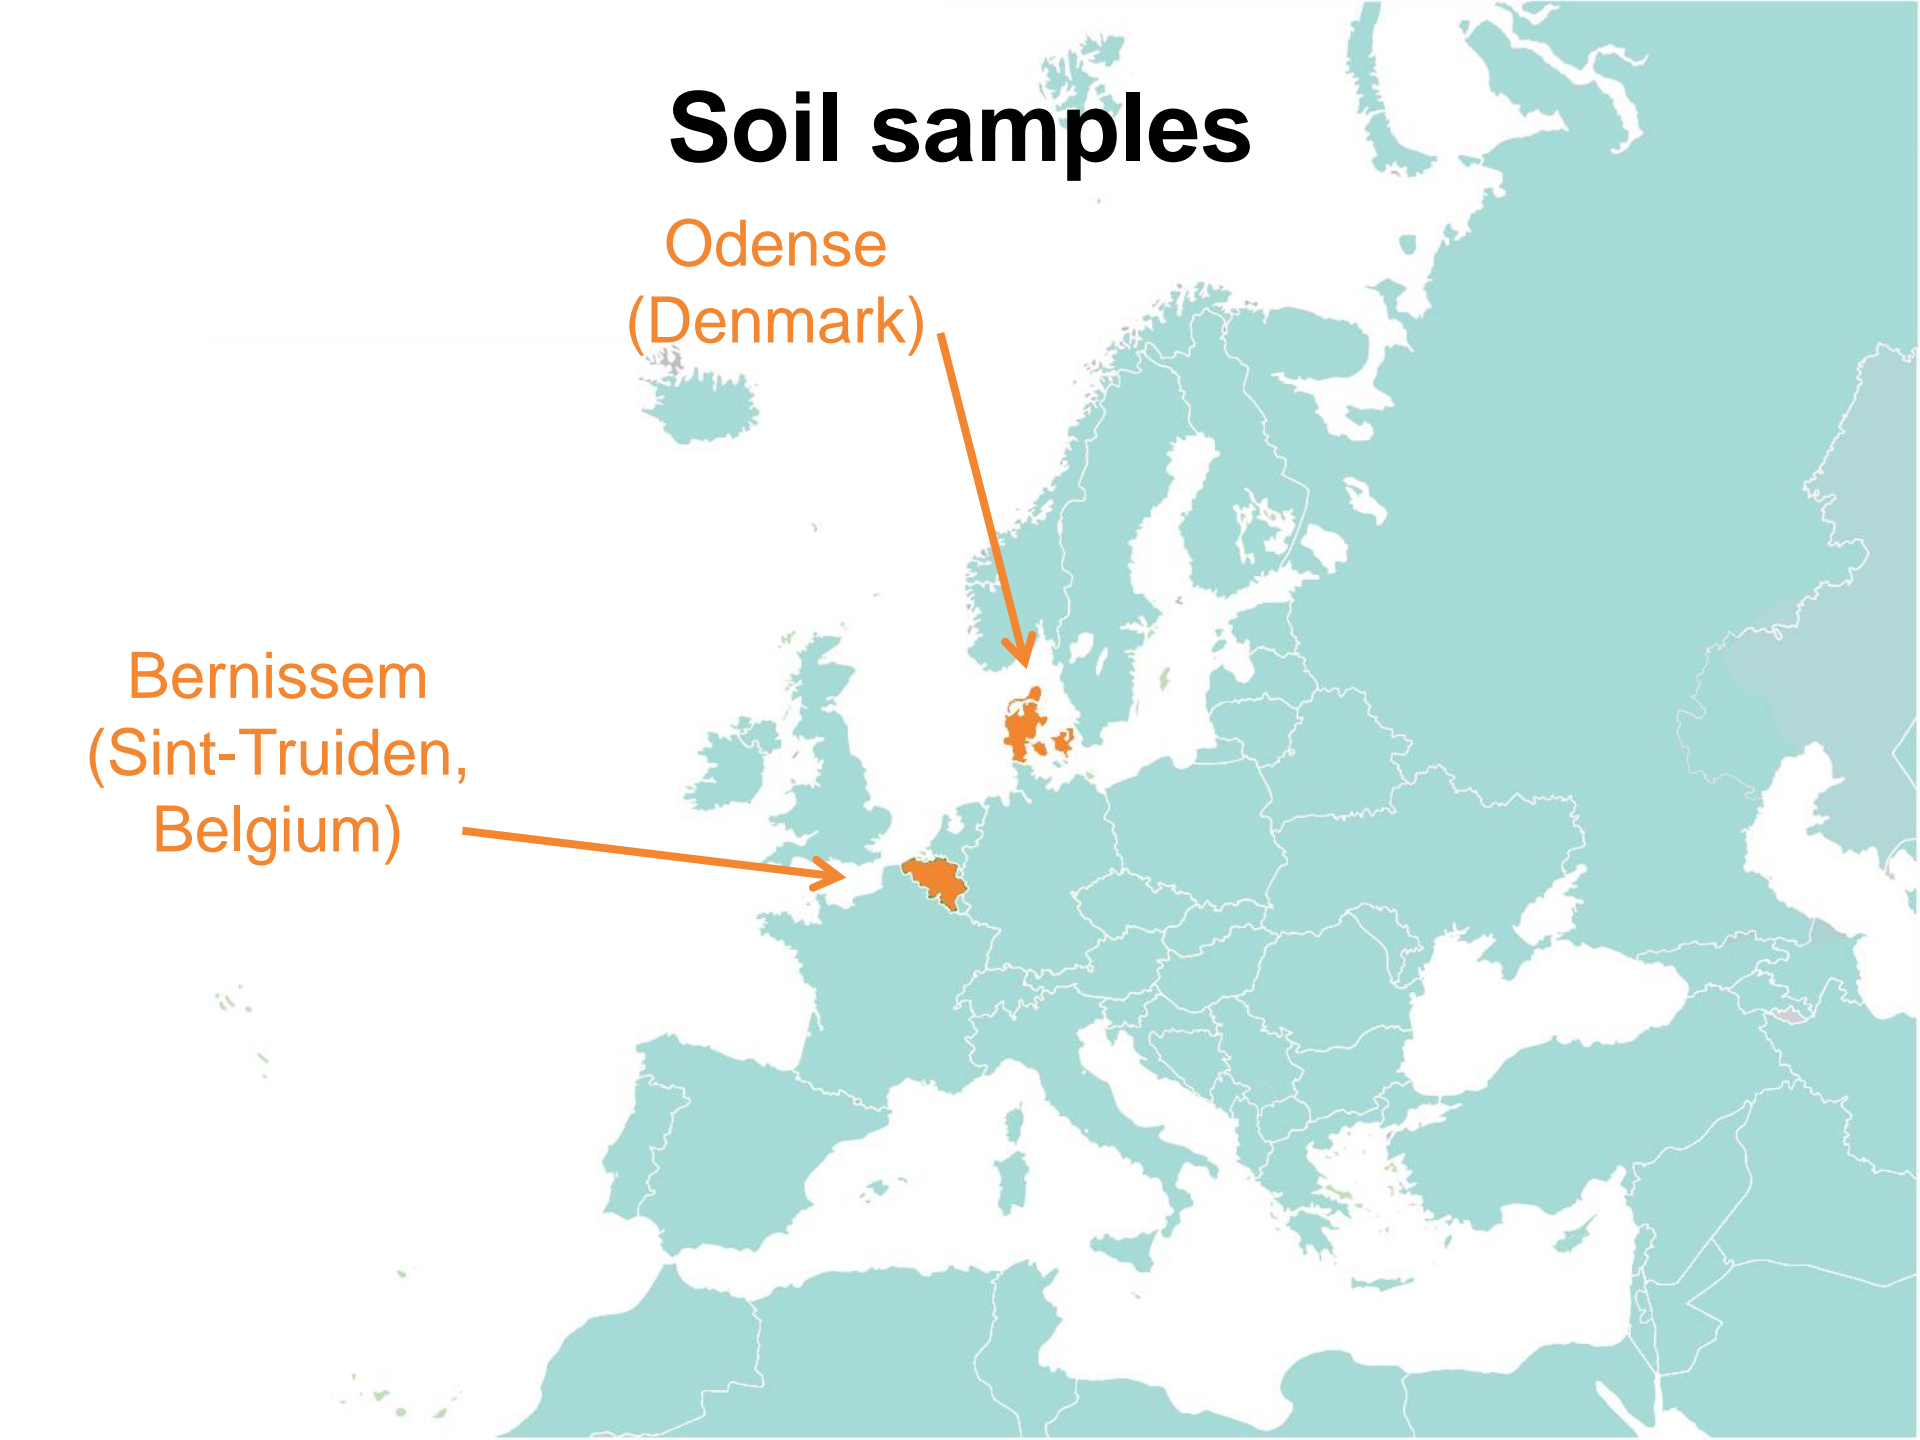 Soil samples
Odense
(Denmark)
Bernissem
(Sint-Truiden,
Belgium)